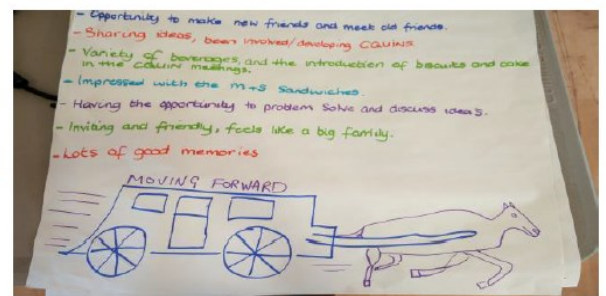 - Opportunity to make new friends and meet old friends.
- Sharing ideas, been involved/developing CQUINS
- Variety of beverages, and the introduction of biscuits and cake
in the CQUIN meetings.
- Impressed with the M+S Sandwiches.
- Having the opportunity to problem solve and discuss ideas.
- Inviting and friendly, feels like a big family.
- Lots of good memories
MOVING FORWARD